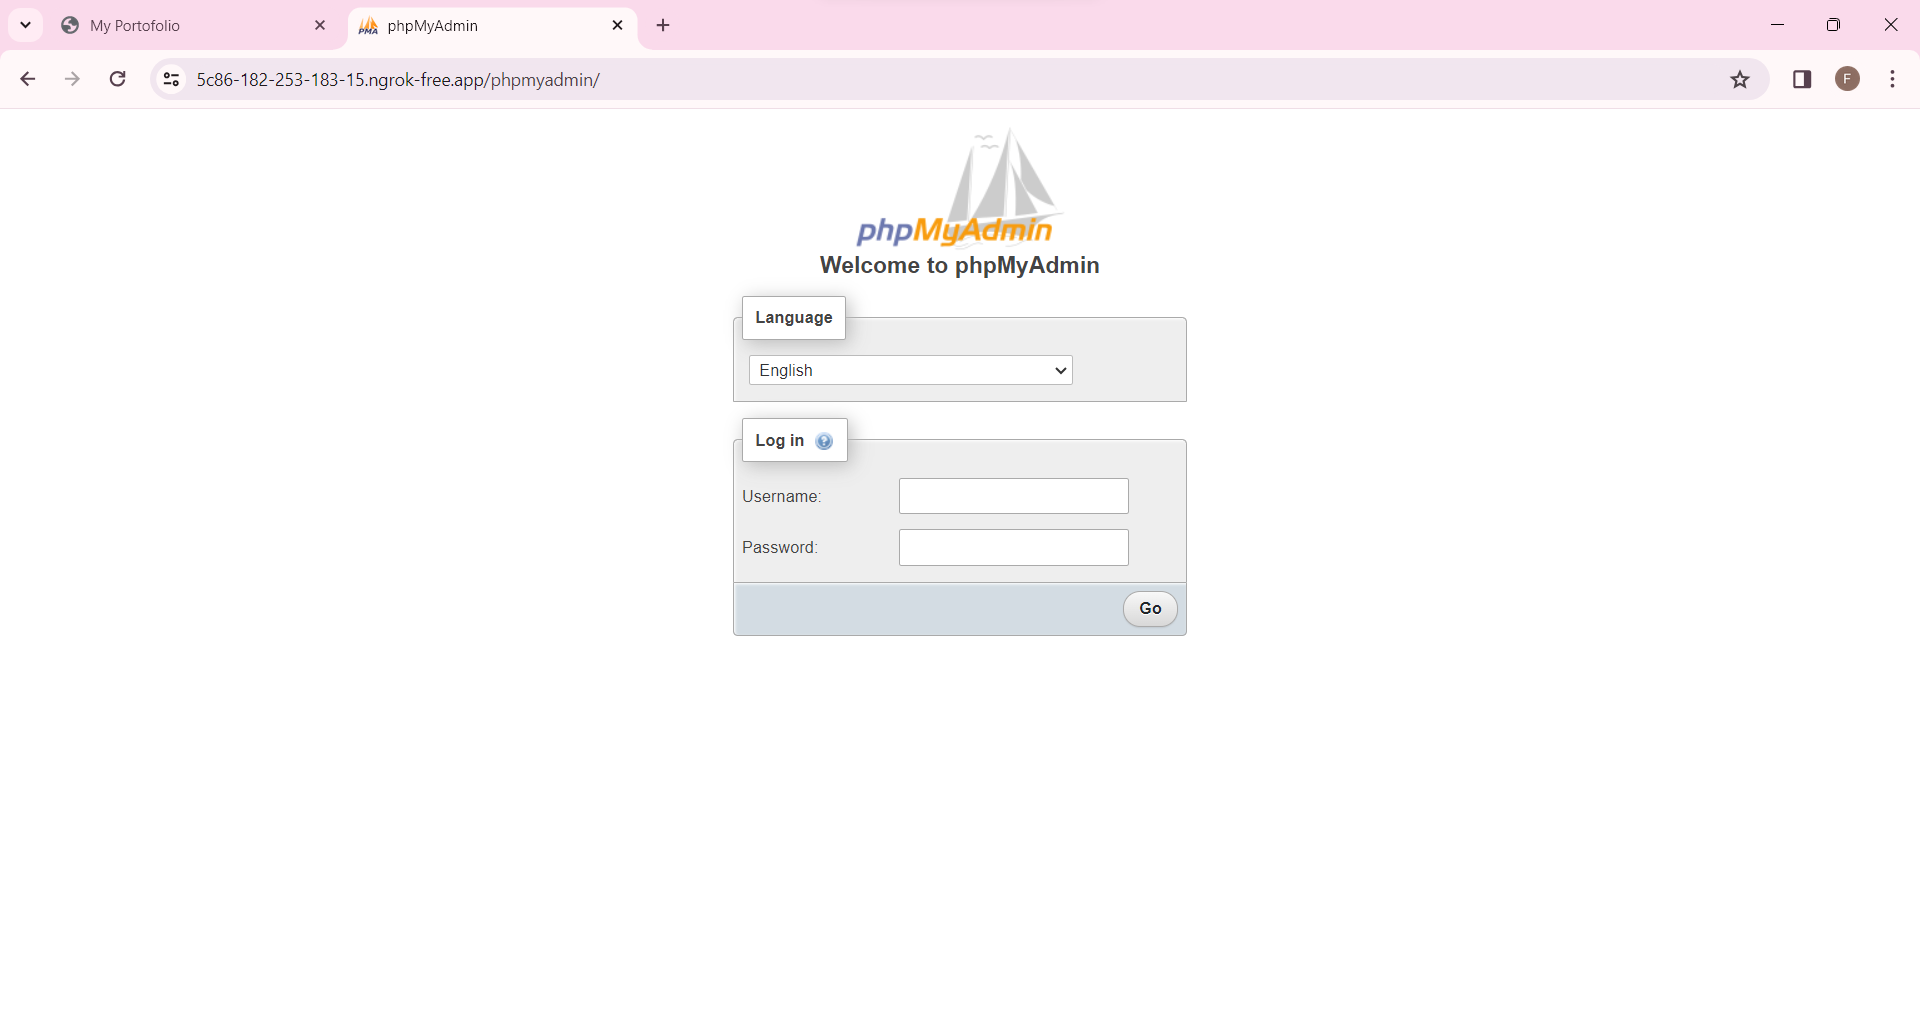 My Portofolio
phpMyAdmin
5c86-182-253-183-15.ngrok-free.app/phpmyadmin/
F
phpMyAdmin
Welcome to phpMyAdmin
Language
English
Log in
Username:
Password:
Go